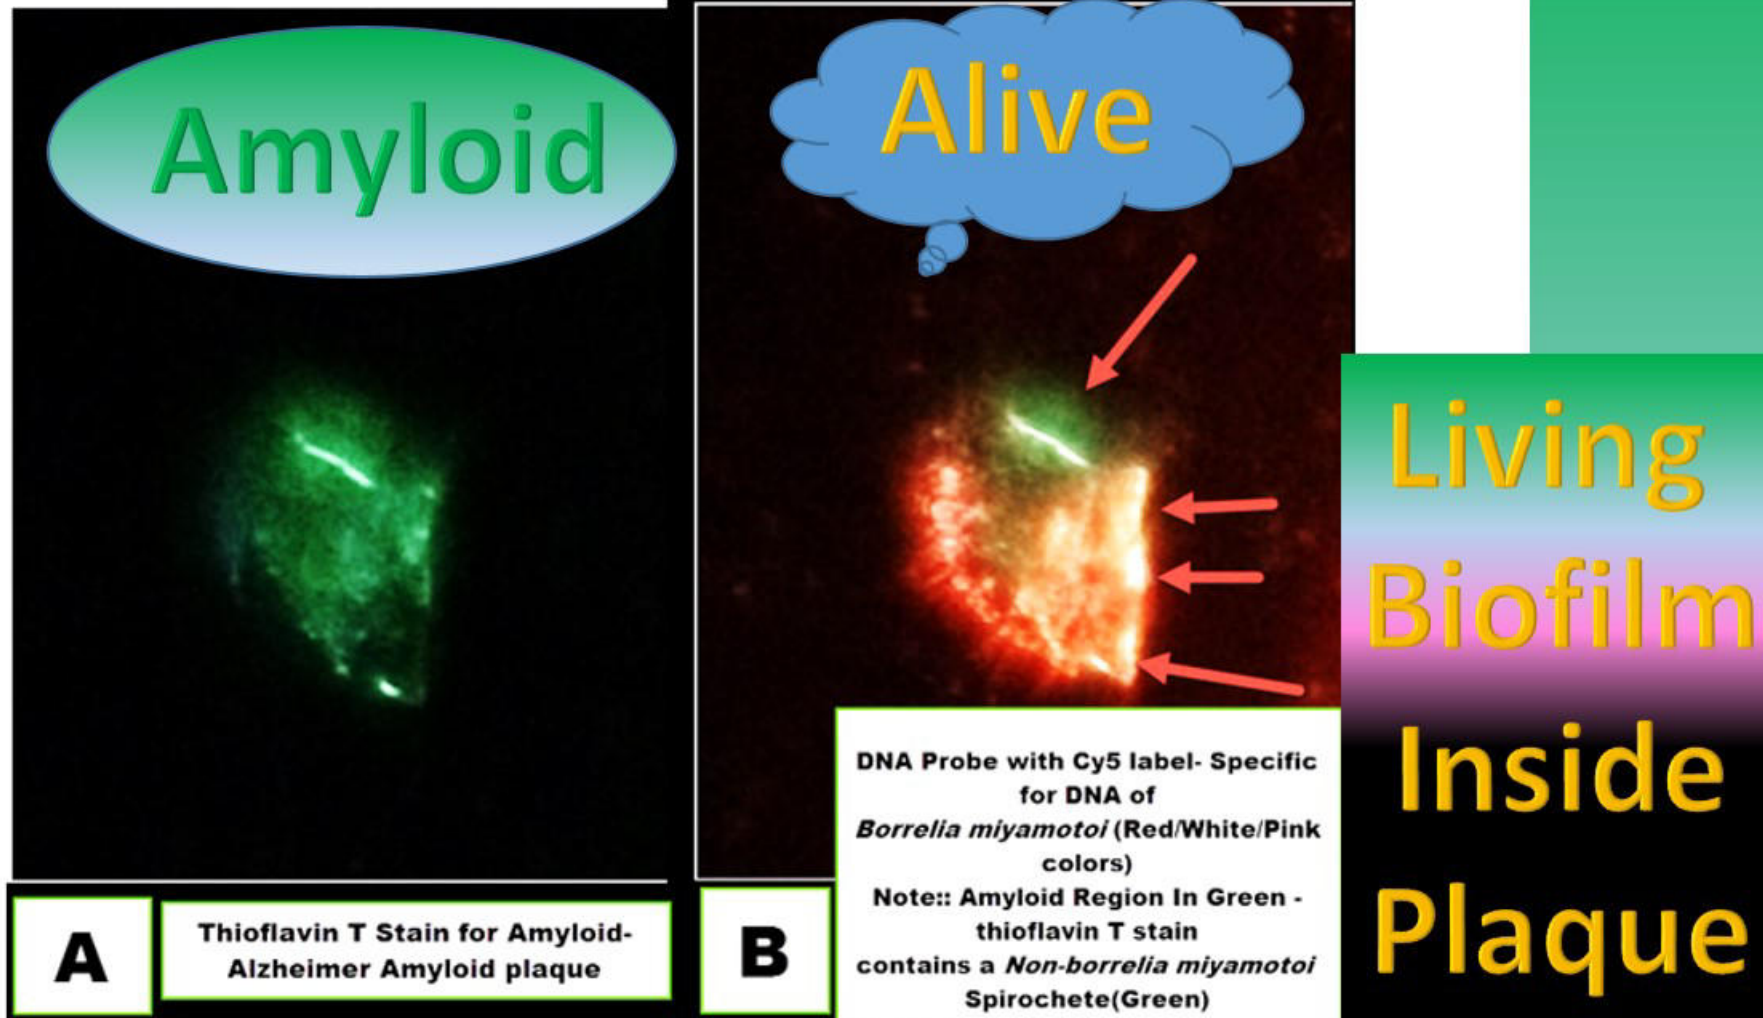 Amyloid
Alive
Living
Biofilm
Inside
Plaque
A
Thioflavin T Stain for Amyloid-
Alzheimer Amyloid plaque
B
DNA Probe with Cy5 label- Specific
for DNA of
Borrelia miyamotoi (Red/White/Pink
colors)
Note:: Amyloid Region In Green -
thioflavin T stain
contains a Non-borrelia miyamotoi
Spirochete(Green)